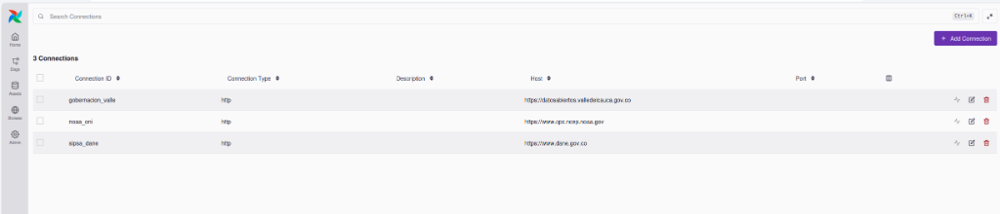 Search Connections
Ctrl+K
Home
Dags
Assets
Browse
Admin
+ Add Connection
3 Connections
Connection ID Connection Type Description Host Port
gobernacion_valle http https://datosabiertos.valledelcauca.gov.co
noaa_oni http https://www.cpc.ncep.noaa.gov
sipsa_dane http https://www.dane.gov.co